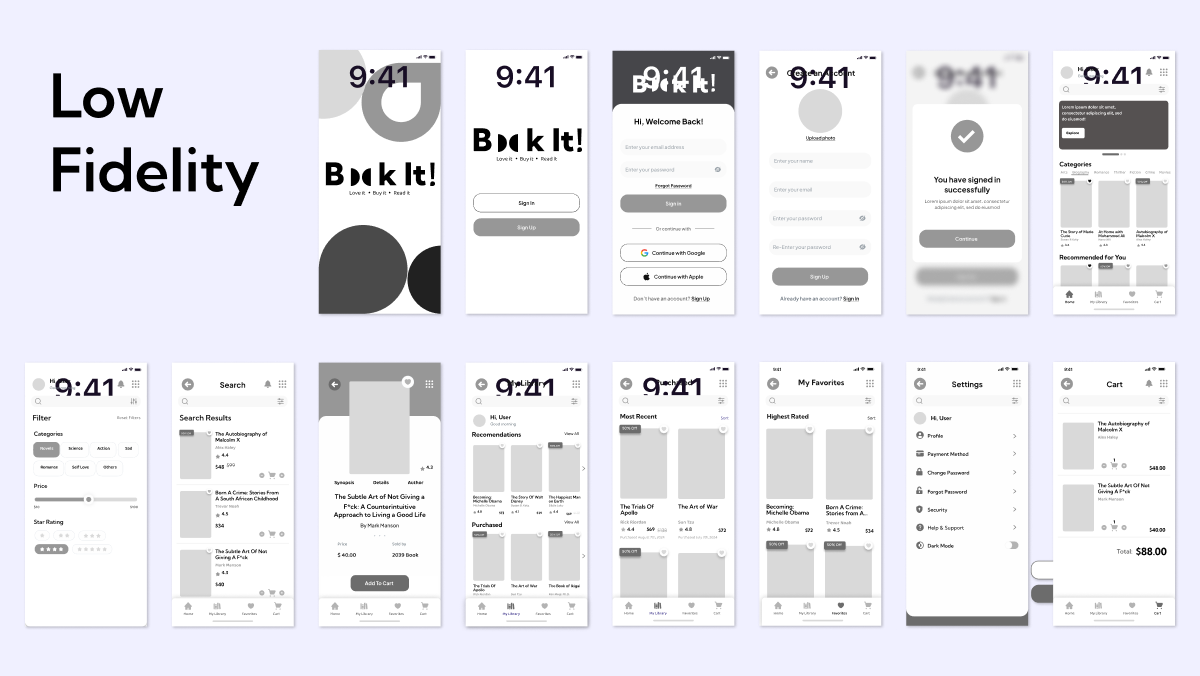 Low
Fidelity
9:41
B k It!
Love it • Buy it • Read it
9:41
B k It!
Love it • Buy it • Read it
Sign In
Sign Up
9:41
B k It!
Hi, Welcome Back!
Enter your email address
Enter your password
Forgot Password
Sign in
Or continue with
Continue with Google
Continue with Apple
Don't have an account? Sign Up
9:41
Create an Account
Upload photo
Enter your name
Enter your email
Enter your password
Re-Enter your password
Sign Up
Already have an account? Sign In
You have signed in
successfully
Lorem ipsum dolor sit amet, consectetur
adipiscing elit, sed do eiusmod
Continue
9:41
Lorem ipsum dolor sit amet,
consectetur adipiscing elit, sed
do eiusmod!
Explore
Categories
Romance
The Story of Marie
Curie
At Home with
Muhammad Ali
Autobiography of
Malcolm X
Recommended for You
Home
My Library
Favorites
Cart
9:41
Filter
Reset Filters
Categories
Novels
Science
Action
Sad
Romance
Self Love
Others
Price
Star Rating
Search
Search Results
The Autobiography of
Malcolm X
Alex Haley
4.4
$48 $99
Born A Crime: Stories From
A South African Childhood
Trevor Noah
4.5
$34
The Subtle Art Of Not
Giving A F*ck
Mark Manson
4.3
$40
Home
My Library
Favorites
Cart
4.3
Synopsis
Details
Author
The Subtle Art Of Not Giving a
F*ck: A Counterintuitive
Approach to Living a Good Life
By Mark Manson
Price
Sold by
$ 40.00
2039 Book
Add To Cart
Home
My Library
Favorites
Cart
9:41
My Library
Hi, User
Good morning
Recomendations
View All
Becoming:
Michelle Obama
The Story Of Walt
Disney
The Happiest Man
on Earth
Purchased
View All
The Trials Of
Apollo
The Art of War
Home
My Library
Favorites
Cart
9:41
Purchased
Most Recent
Sort
50% Off
The Trials Of
Apollo
Rick Riordan
4.4 $69
The Art of War
Sun Tzu
4.8 $72
50% Off
Home
My Library
Favorites
Cart
9:41
My Favorites
Highest Rated
Sort
Becoming:
Michelle Obama
Michelle Obama
4.8 $72
Born A Crime:
Stories From A...
Trevor Noah
4.5 $34
50% Off
50% Off
Home
My Library
Favorites
Cart
9:41
Settings
Hi, User
Profile
Payment Method
Change Password
Forgot Password
Security
Help & Support
Dark Mode
9:41
Cart
The Autobiography of
Malcolm X
Alex Haley
1
$48.00
The Subtle Art Of Not
Giving A F*ck
Mark Manson
1
$40.00
Total: $88.00
Home
My Library
Favorites
Cart